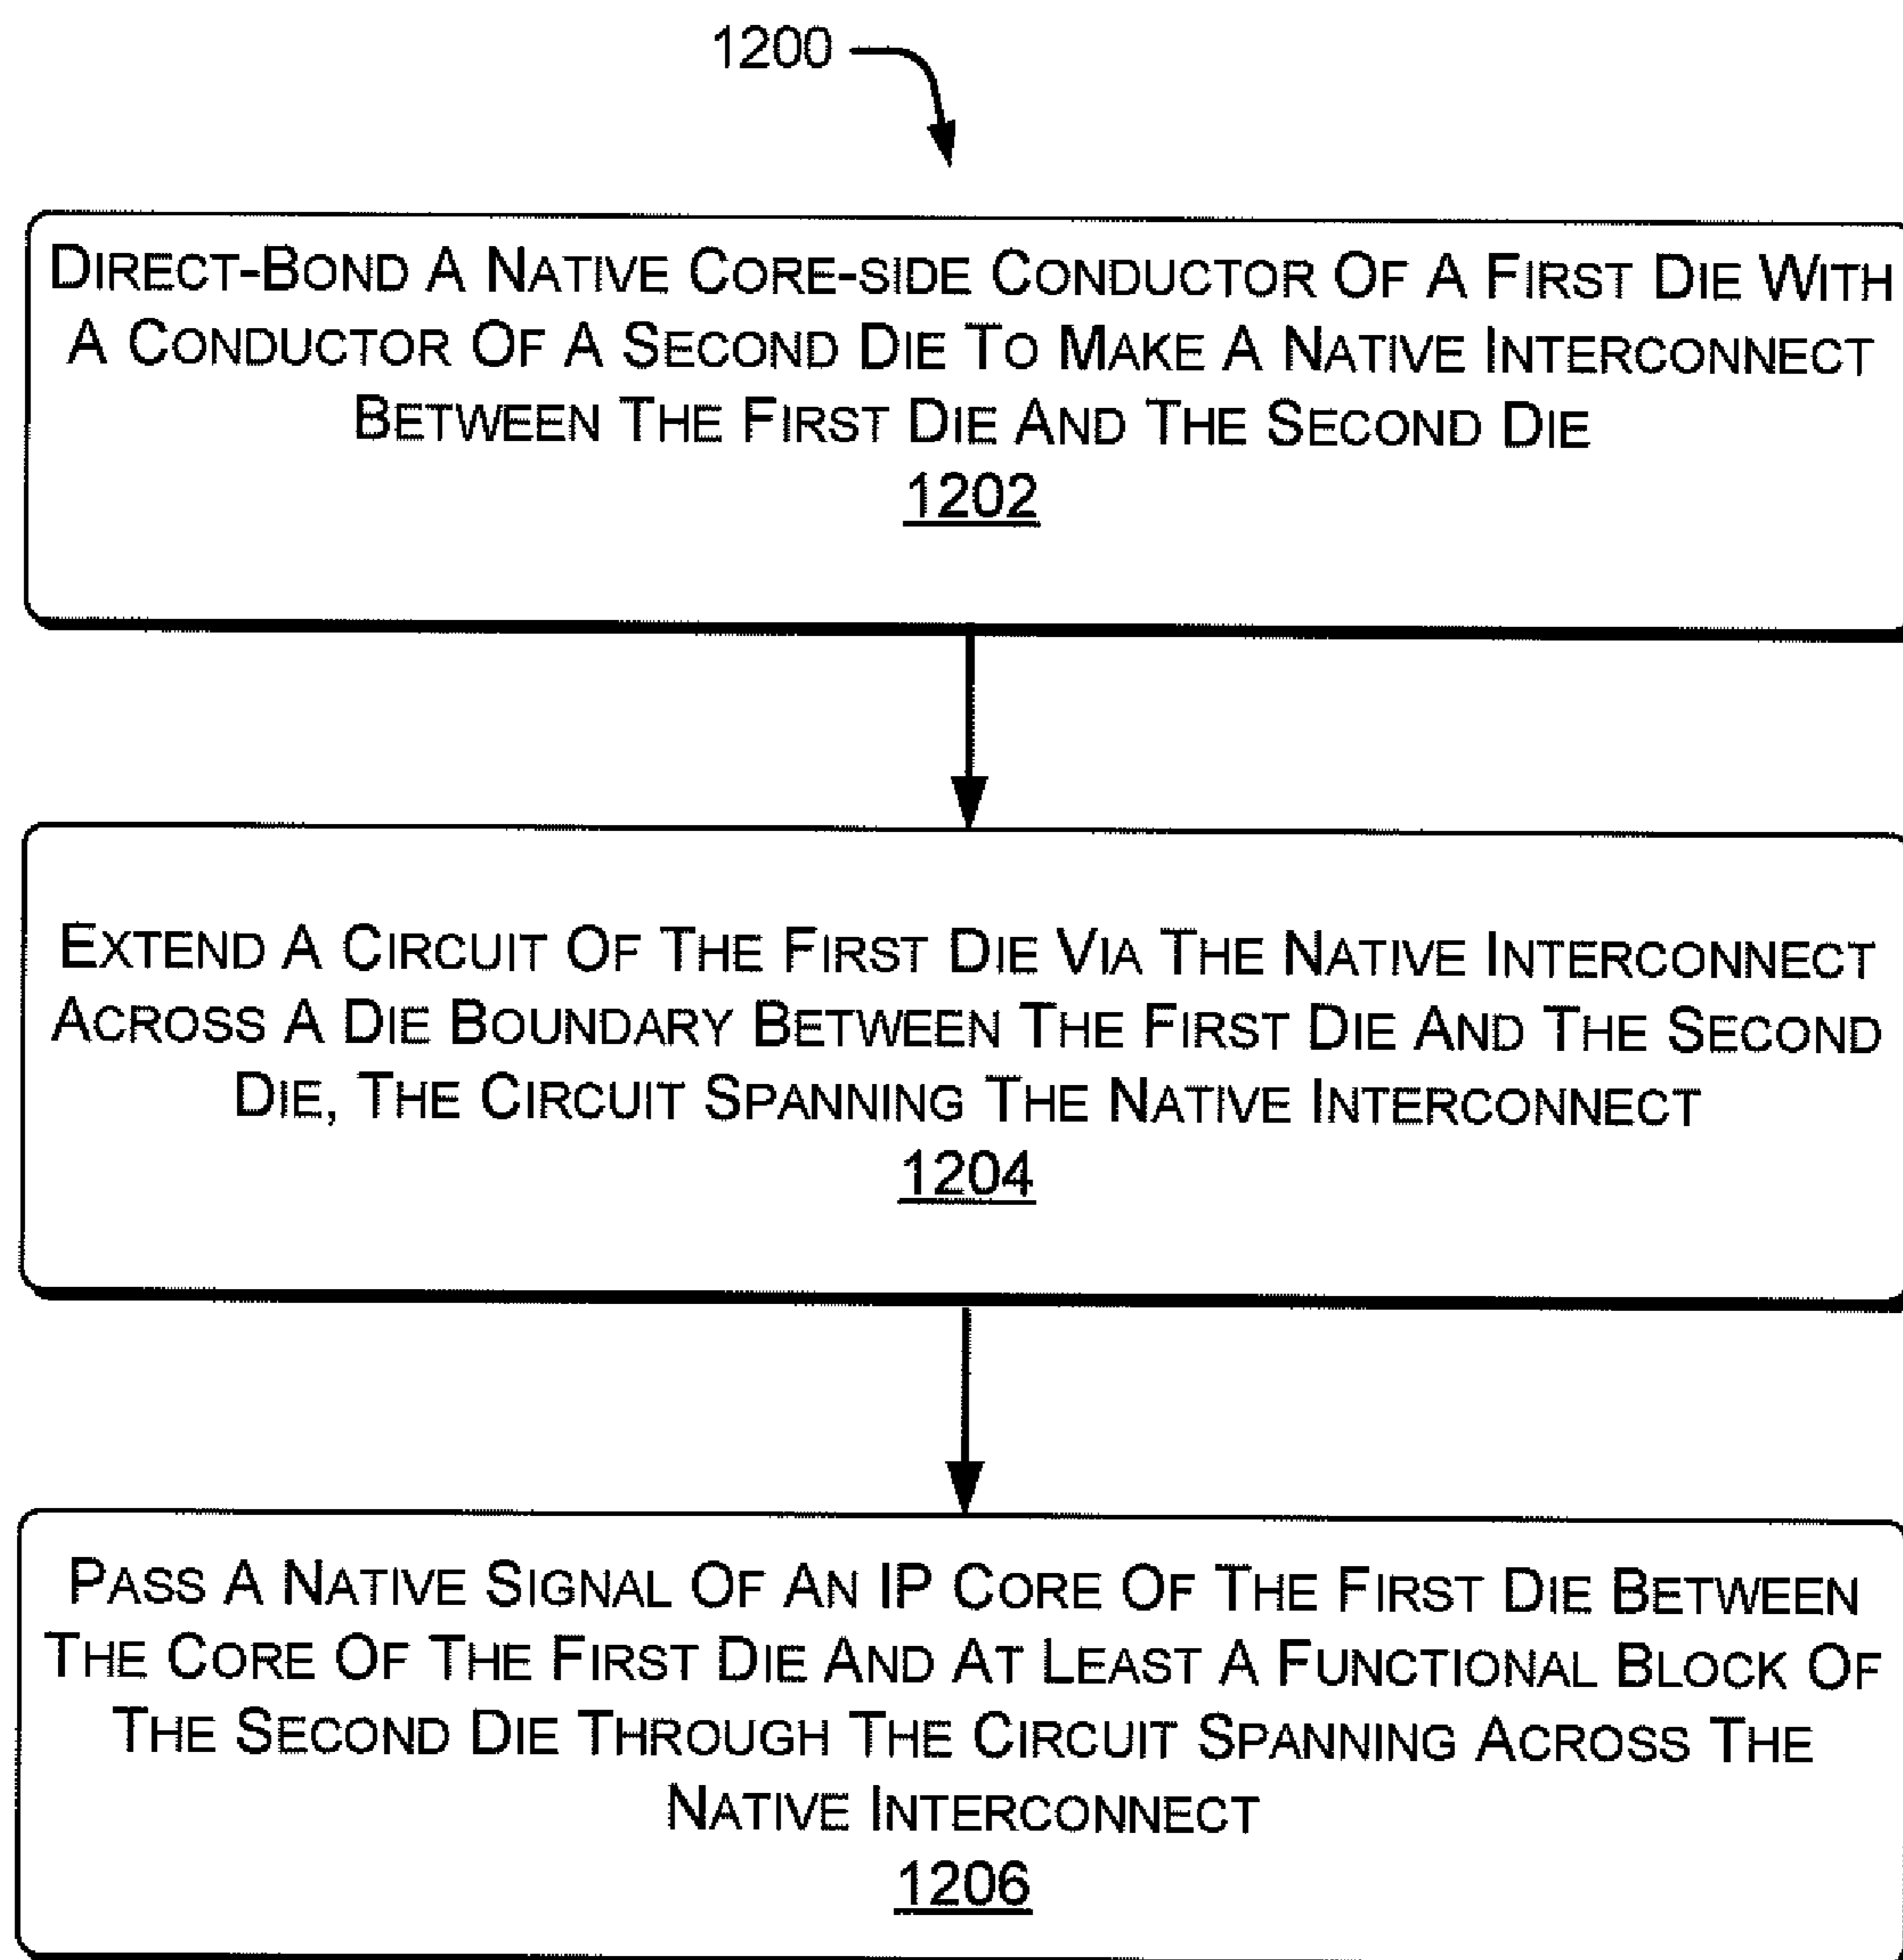 1200
DIRECT-BOND A NATIVE CORE-SIDE CONDUCTOR OF A FIRST DIE WITH
A CONDUCTOR OF A SECOND DIE TO MAKE A NATIVE INTERCONNECT
BETWEEN THE FIRST DIE AND THE SECOND DIE
1202
EXTEND A CIRCUIT OF THE FIRST DIE VIA THE NATIVE INTERCONNECT
ACROSS A DIE BOUNDARY BETWEEN THE FIRST DIE AND THE SECOND
DIE, THE CIRCUIT SPANNING THE NATIVE INTERCONNECT
1204
PASS A NATIVE SIGNAL OF AN IP CORE OF THE FIRST DIE BETWEEN
THE CORE OF THE FIRST DIE AND AT LEAST A FUNCTIONAL BLOCK OF
THE SECOND DIE THROUGH THE CIRCUIT SPANNING ACROSS THE
NATIVE INTERCONNECT
1206